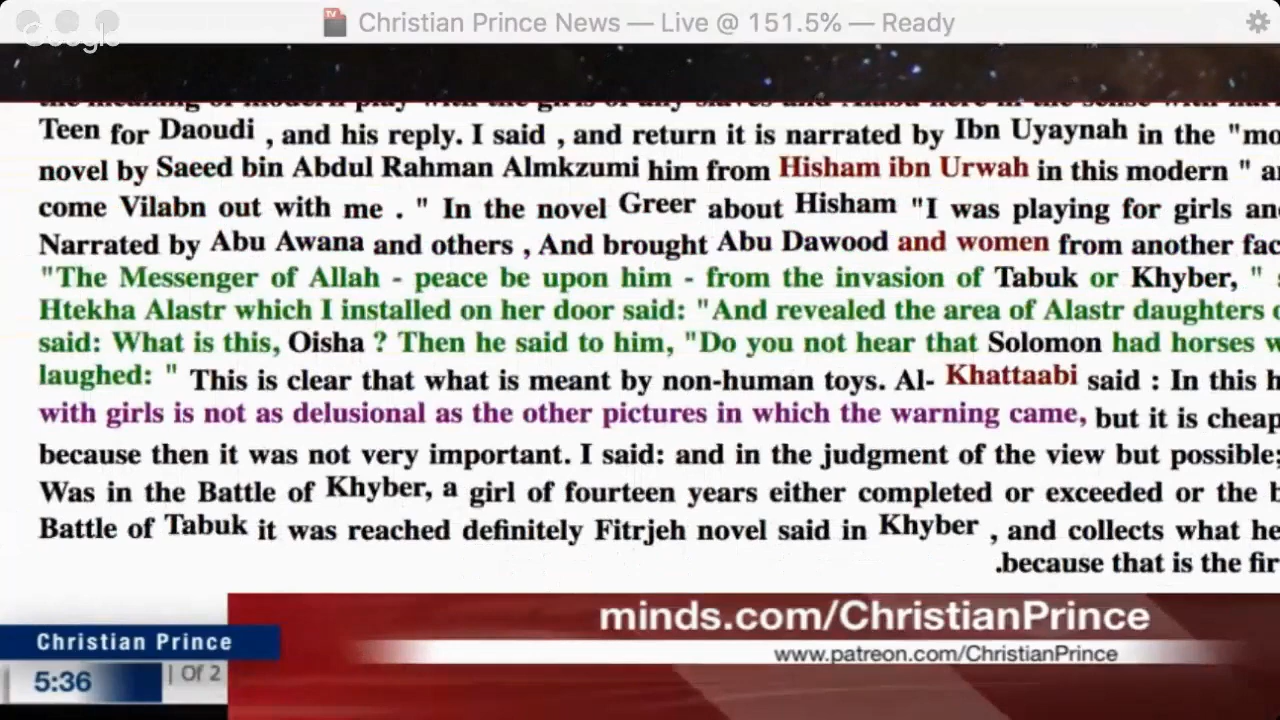 Christian Prince News — Live @ 151.5% — Ready
Google
Teen for Daoudi , and his reply. I said , and return it is narrated by Ibn Uyaynah in the "mo
novel by Saeed bin Abdul Rahman Almkzumi him from Hisham ibn Urwah in this modern "
come Vilabn out with me . " In the novel Greer about Hisham "I was playing for girls and
Narrated by Abu Awana and others , And brought Abu Dawood and women from another fac
"The Messenger of Allah - peace be upon him - from the invasion of Tabuk or Khyber, "
Htekha Alastr which I installed on her door said: "And revealed the area of Alastr daughters
said: What is this, Oisha ? Then he said to him, "Do you not hear that Solomon had horses w
laughed: " This is clear that what is meant by non-human toys. Al- Khattaabi said : In this h
with girls is not as delusional as the other pictures in which the warning came, but it is cheap
because then it was not very important. I said: and in the judgment of the view but possible:
Was in the Battle of Khyber, a girl of fourteen years either completed or exceeded or the b
Battle of Tabuk it was reached definitely Fitrjeh novel said in Khyber , and collects what he
.because that is the fir
minds.com/ChristianPrince
www.patreon.com/ChristianPrince
Christian Prince
5:36 | Of 2